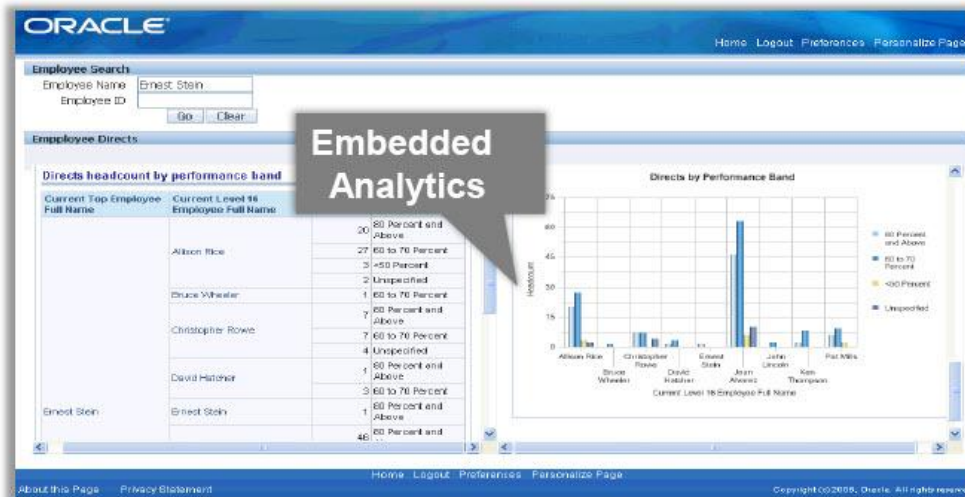 ORACLE
Home Logout Preferences Personalize Page
Employee Search
Employee Name Ernest Stein
Employee ID
Go Clear
Empployee Directs
Embedded
Analytics
Directs headcount by performance band
Current Top Employee Full Name
Current Level 16 Employee Full Name
Ernest Stein
Allison Rice
20 80 Percent and Above
27 60 to 70 Percent
3 <50 Percent
2 Unspecified
Bruce Wheeler
1 60 to 70 Percent
Christopher Rowe
7 80 Percent and Above
7 60 to 70 Percent
4 Unspecified
David Hatcher
1 80 Percent and Above
3 60 to 70 Percent
Ernest Stein
1 80 Percent and Above
46 80 Percent and
Directs by Performance Band
75
60
45
30
15
0
Headcount
Allison Rice
Bruce Wheeler
Christopher Rowe
David Hatcher
Ernest Stein
Joan Alvarez
John Lincoln
Ken Thompson
Pat Mills
Current Level 16 Employee Full Name
80 Percent and Above
60 to 70 Percent
<50 Percent
Unspecified
Home Logout Preferences Personalize Page
About this Page Privacy Statement
Copyright (c) 2006, Oracle. All rights